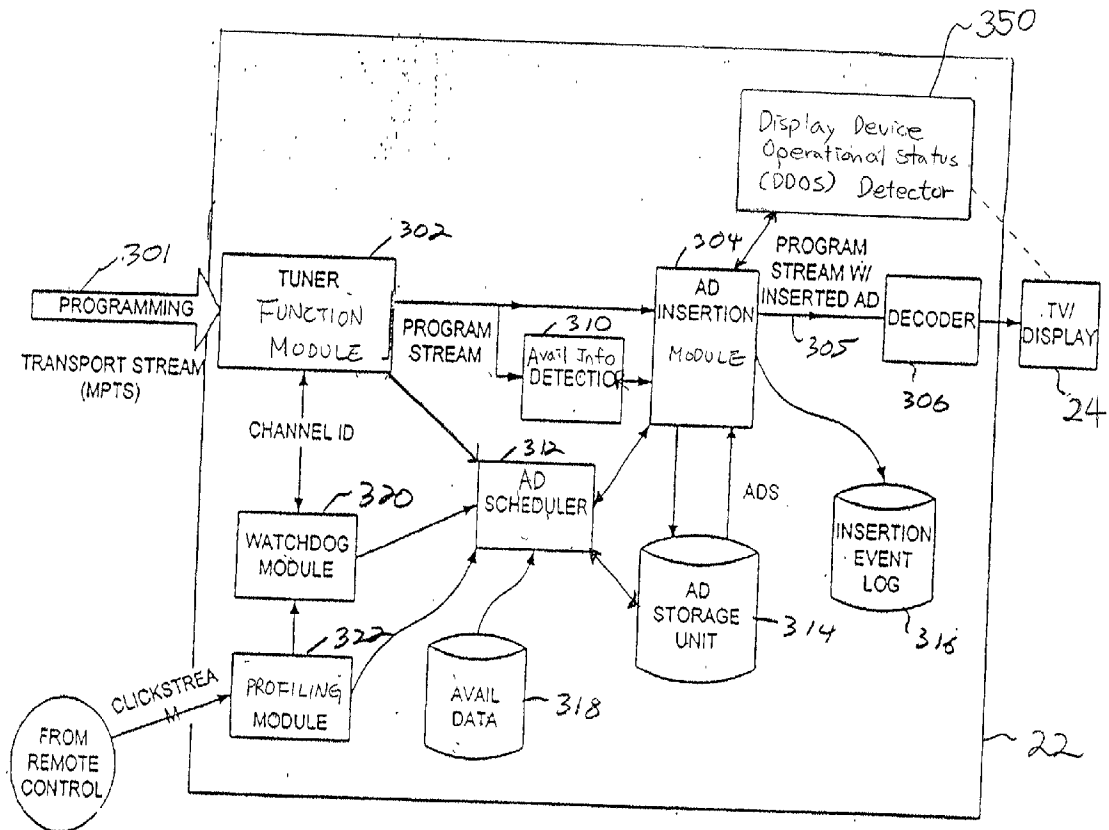 350
Display Device
Operational Status
(DDOS) Detector
301
PROGRAMMING
TRANSPORT STREAM
(MPTS)
302
TUNER
FUNCTION
MODULE
PROGRAM
STREAM
310
Avail Info
DETECTION
304
AD
INSERTION
MODULE
PROGRAM
STREAM W/
INSERTED AD
305
DECODER
306
TV/
DISPLAY
24
CHANNEL ID
312
AD
SCHEDULER
320
WATCHDOG
MODULE
ADS
AD
STORAGE
UNIT
314
INSERTION
EVENT
LOG
316
322
PROFILING
MODULE
CLICKSTREA
M
FROM
REMOTE
CONTROL
AVAIL
DATA
318
22